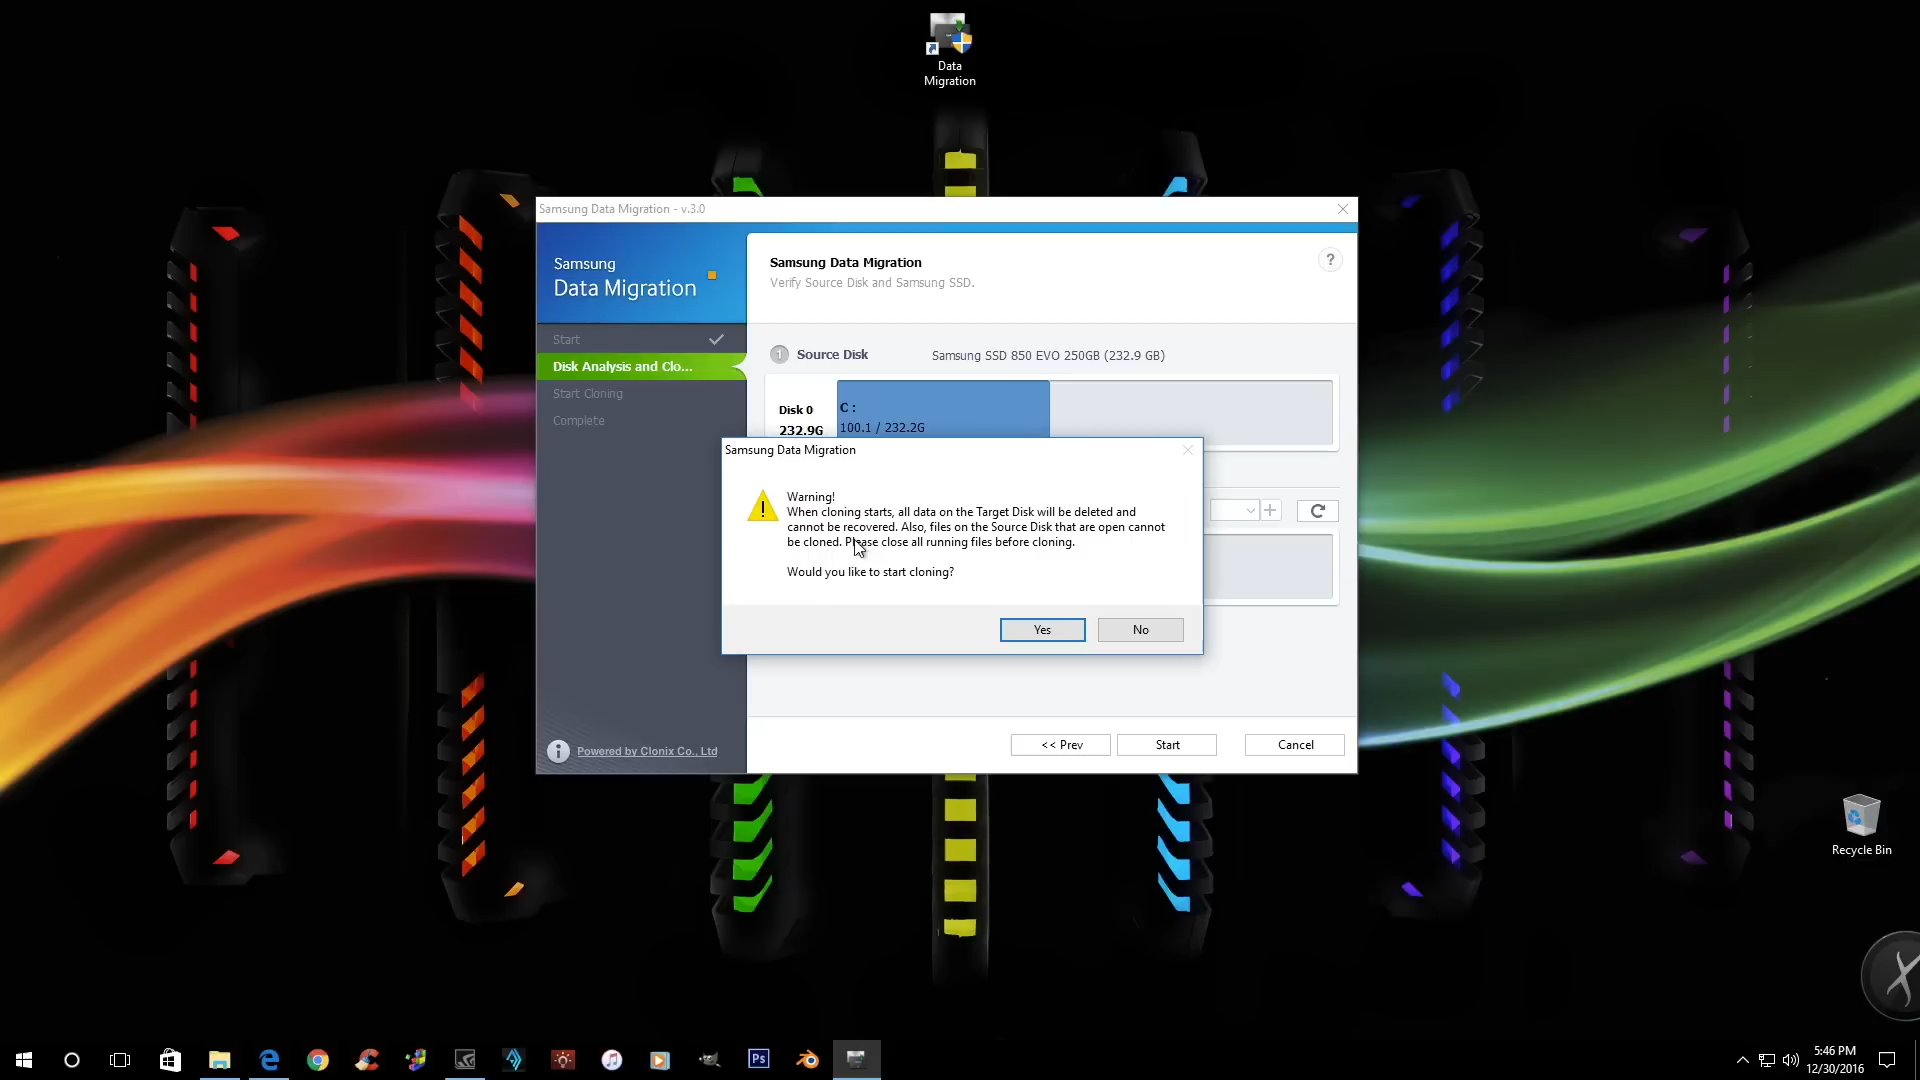 Data
Migration
Samsung Data Migration - v.3.0
Samsung
Data Migration
Samsung Data Migration
Verify Source Disk and Samsung SSD.
?
Start
Disk Analysis and Clo...
Start Cloning
Complete
1 Source Disk Samsung SSD 850 EVO 250GB (232.9 GB)
Disk 0
232.9G
C :
100.1 / 232.2G
Samsung Data Migration
Warning!
When cloning starts, all data on the Target Disk will be deleted and
cannot be recovered. Also, files on the Source Disk that are open cannot
be cloned. Please close all running files before cloning.
Would you like to start cloning?
Yes No
Powered by Clonix Co., Ltd
<< Prev Start Cancel
Recycle Bin
Ps
5:46 PM
12/30/2016